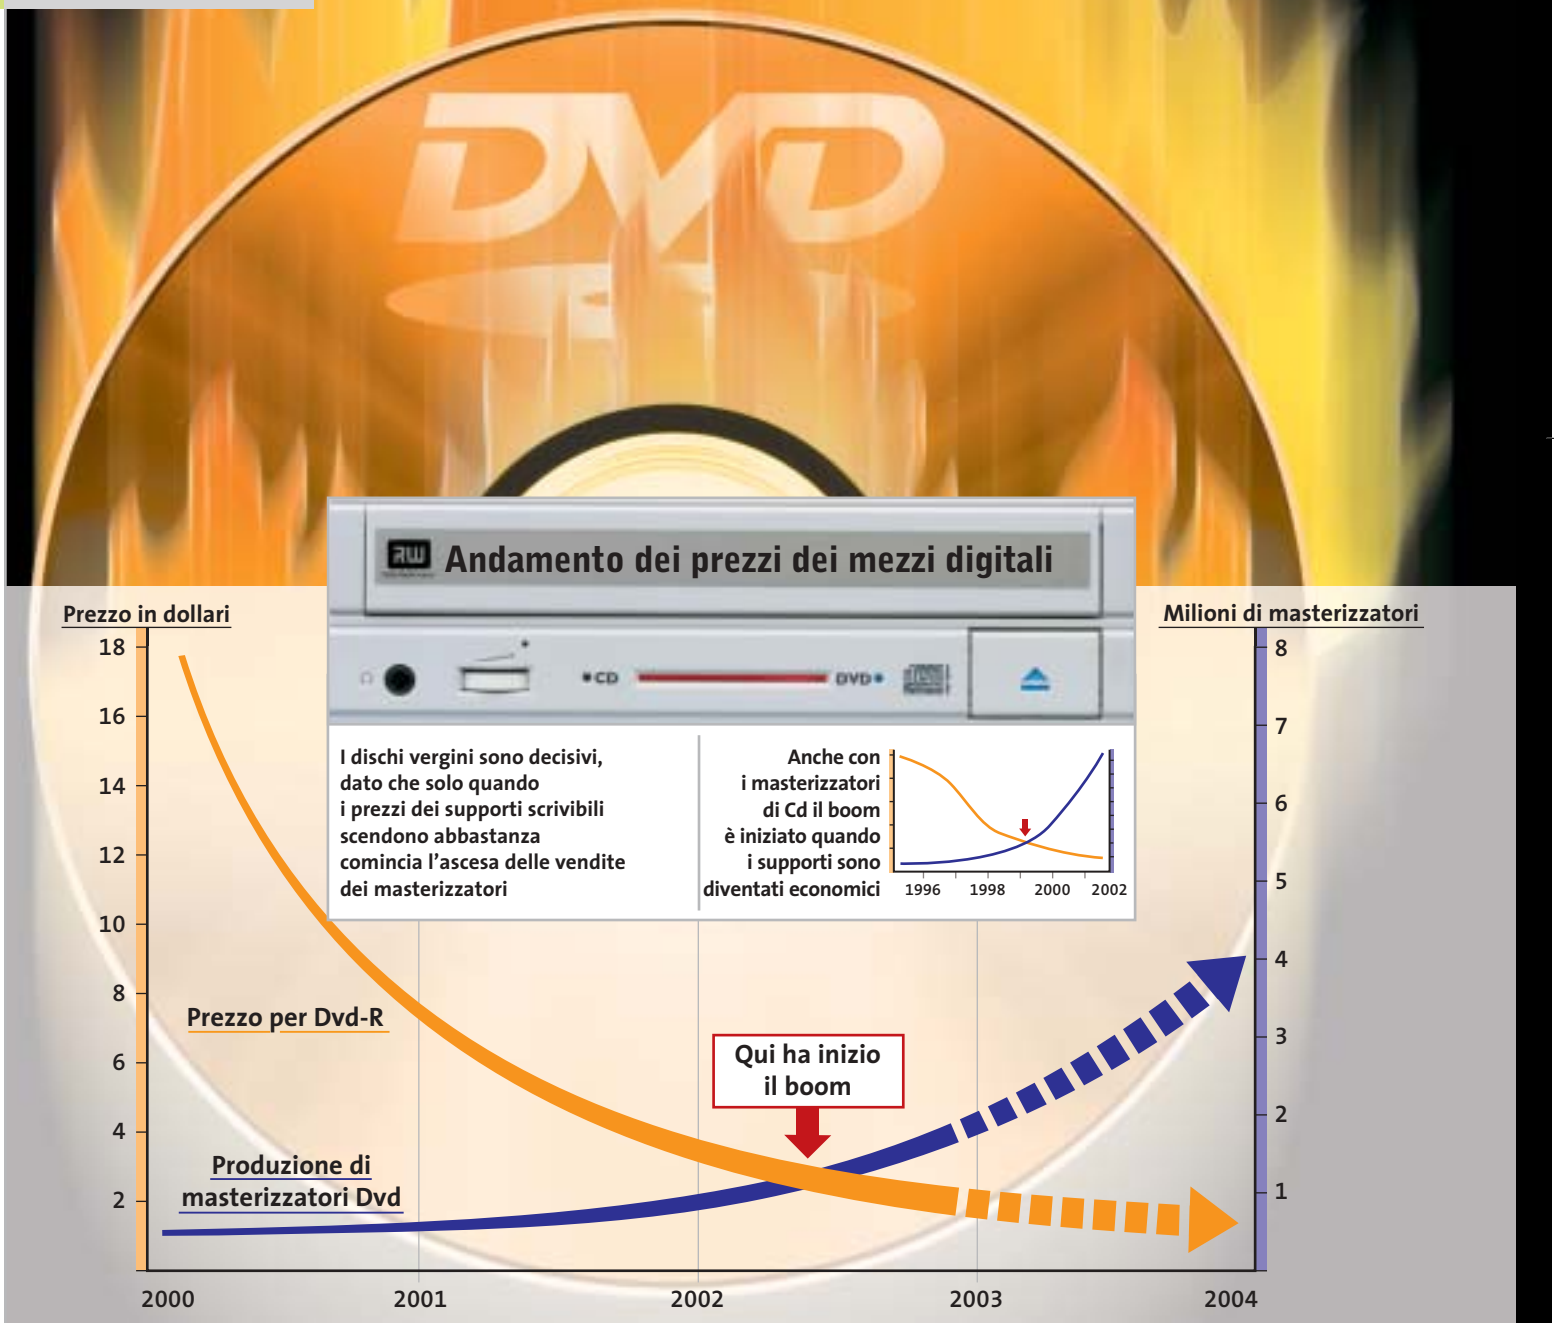 DVD
RW
Andamento dei prezzi dei mezzi digitali
CD
DVD
I dischi vergini sono decisivi,
dato che solo quando
i prezzi dei supporti scrivibili
scendono abbastanza
comincia l'ascesa delle vendite
dei masterizzatori
Anche con
i masterizzatori
di Cd il boom
è iniziato quando
i supporti sono
diventati economici
1996 1998 2000 2002
Prezzo in dollari
18
16
14
12
10
8
6
4
2
Milioni di masterizzatori
8
7
6
5
4
3
2
1
Prezzo per Dvd-R
Qui ha inizio
il boom
Produzione di
masterizzatori Dvd
2000 2001 2002 2003 2004